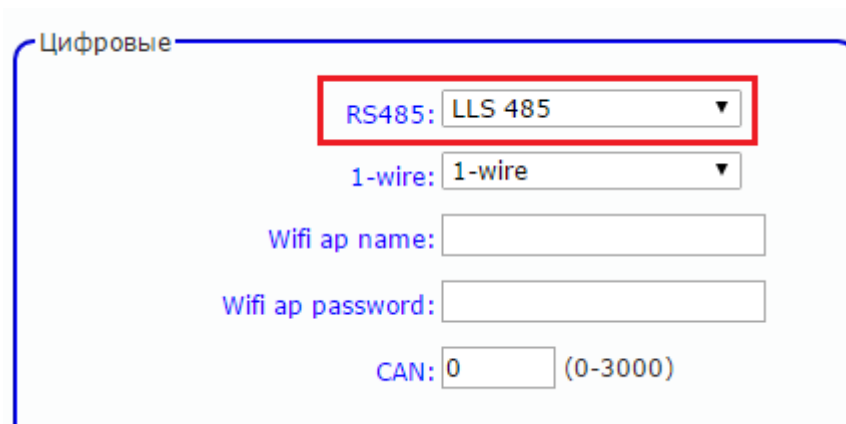 Цифровые
RS485: LLS 485
1-wire: 1-wire
Wifi ap name:
Wifi ap password:
CAN: 0 (0-3000)